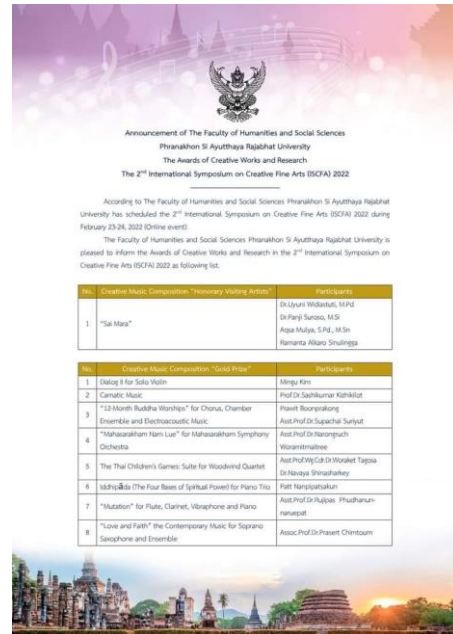 Announcement of The Faculty of Humanities and Social Sciences
Phranakhon Si Ayutthaya Rajabhat University
The Awards of Creative Works and Research
The 2nd International Symposium on Creative Fine Arts (ISCFA) 2022
According to The Faculty of Humanities and Social Sciences Phranakhon Si Ayutthaya Rajabhat
University has scheduled the 2nd International Symposium on Creative Fine Arts (ISCFA) 2022 during
February 23-24, 2022 (Online event)
The Faculty of Humanities and Social Sciences Phranakhon Si Ayutthaya Rajabhat University is
pleased to inform the Awards of Creative Works and Research in the 2nd International Symposium on
Creative Fine Arts (ISCFA) 2022 as following list.
No. Creative Music Composition "Honorary Visiting Artists" Participants
1 "Sai Mara" Dr.Uyuni Widiastuti, M.Pd
Dr.Panji Suroso, M.Si
Aqsa Mulya, S.Pd., M.Sn
Ramanta Alkaro Sinulingga
No. Creative Music Composition "Gold Prize" Participants
1 Dialog II for Solo Violin Mingu Kim
2 Carnatic Music Prof.Dr.Sashikumar Kizhikilot
3 "12-Month Buddha Worships" for Chorus, Chamber
Ensemble and Electroacoustic Music Prawit Boonprakong
Asst.Prof.Dr.Supachai Suriyut
4 "Mahasarakham Nam Lue" for Mahasarakham Symphony
Orchestra Asst.Prof.Dr.Narongruch
Woramitmaitree
5 The Thai Children's Games: Suite for Woodwind Quartet Asst.Prof.Wg.Cdr.Dr.Woraket Tagosa
Dr.Navaya Shinasharkey
6 Iddhipāda (The Four Bases of Spiritual Power) for Piano Trio Patt Nanpipatsakun
7 "Mutation" for Flute, Clarinet, Vibraphone and Piano Asst.Prof.Dr.Rujipas Phudhanun-
naruepat
8 "Love and Faith" the Contemporary Music for Soprano
Saxophone and Ensemble Assoc.Prof.Dr.Prasert Chimtoum